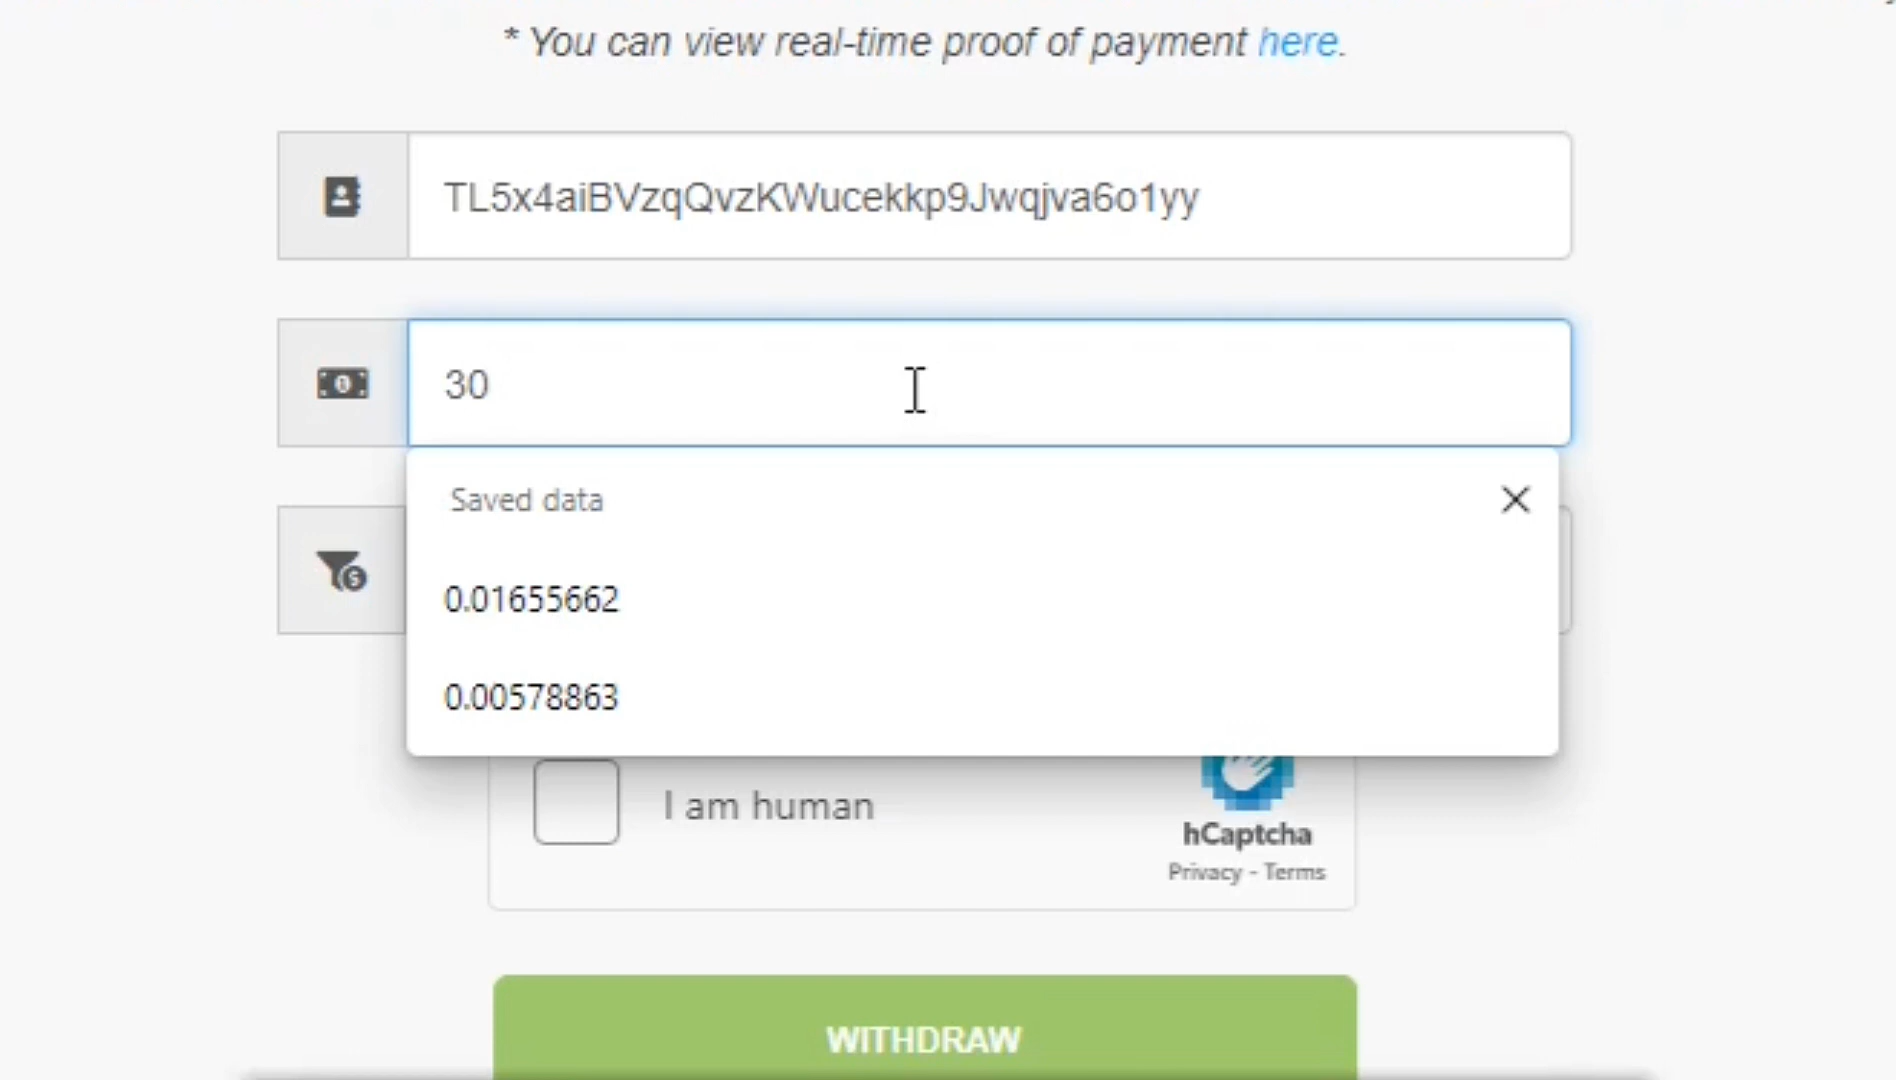 * You can view real-time proof of payment here.
TL5x4aiBVzqQvzKWucekkp9Jwqjva6o1yy
30
Saved data
0.01655662
0.00578863
I am human
hCaptcha
Privacy - Terms
WITHDRAW